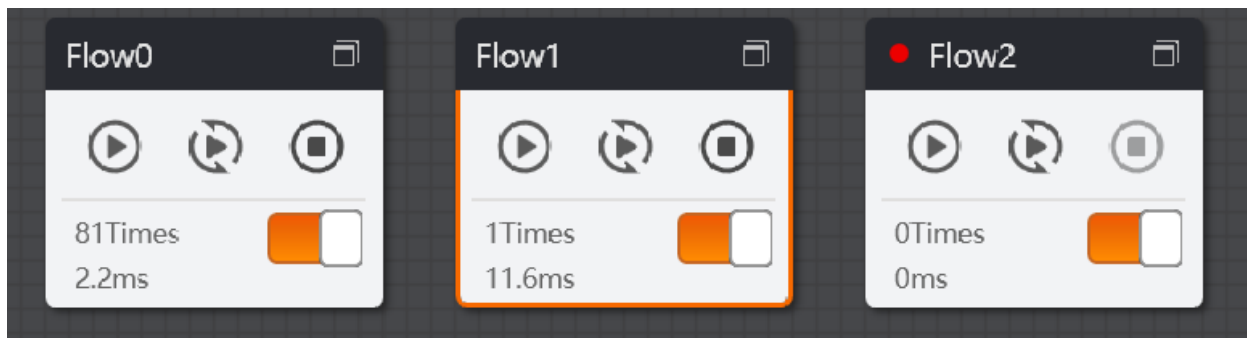 Flow0
81Times
2.2ms
Flow1
1Times
11.6ms
Flow2
0Times
0ms